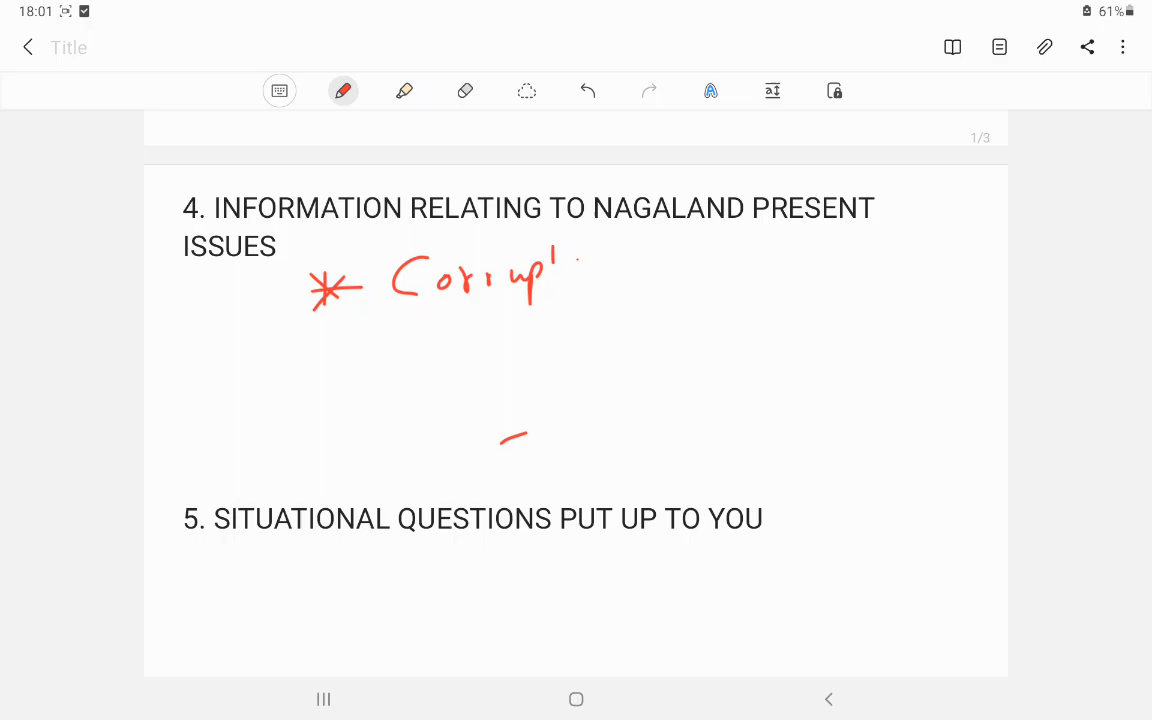 18:01
61%
Title
1/3
4. INFORMATION RELATING TO NAGALAND PRESENT
ISSUES
* Corrup
5. SITUATIONAL QUESTIONS PUT UP TO YOU